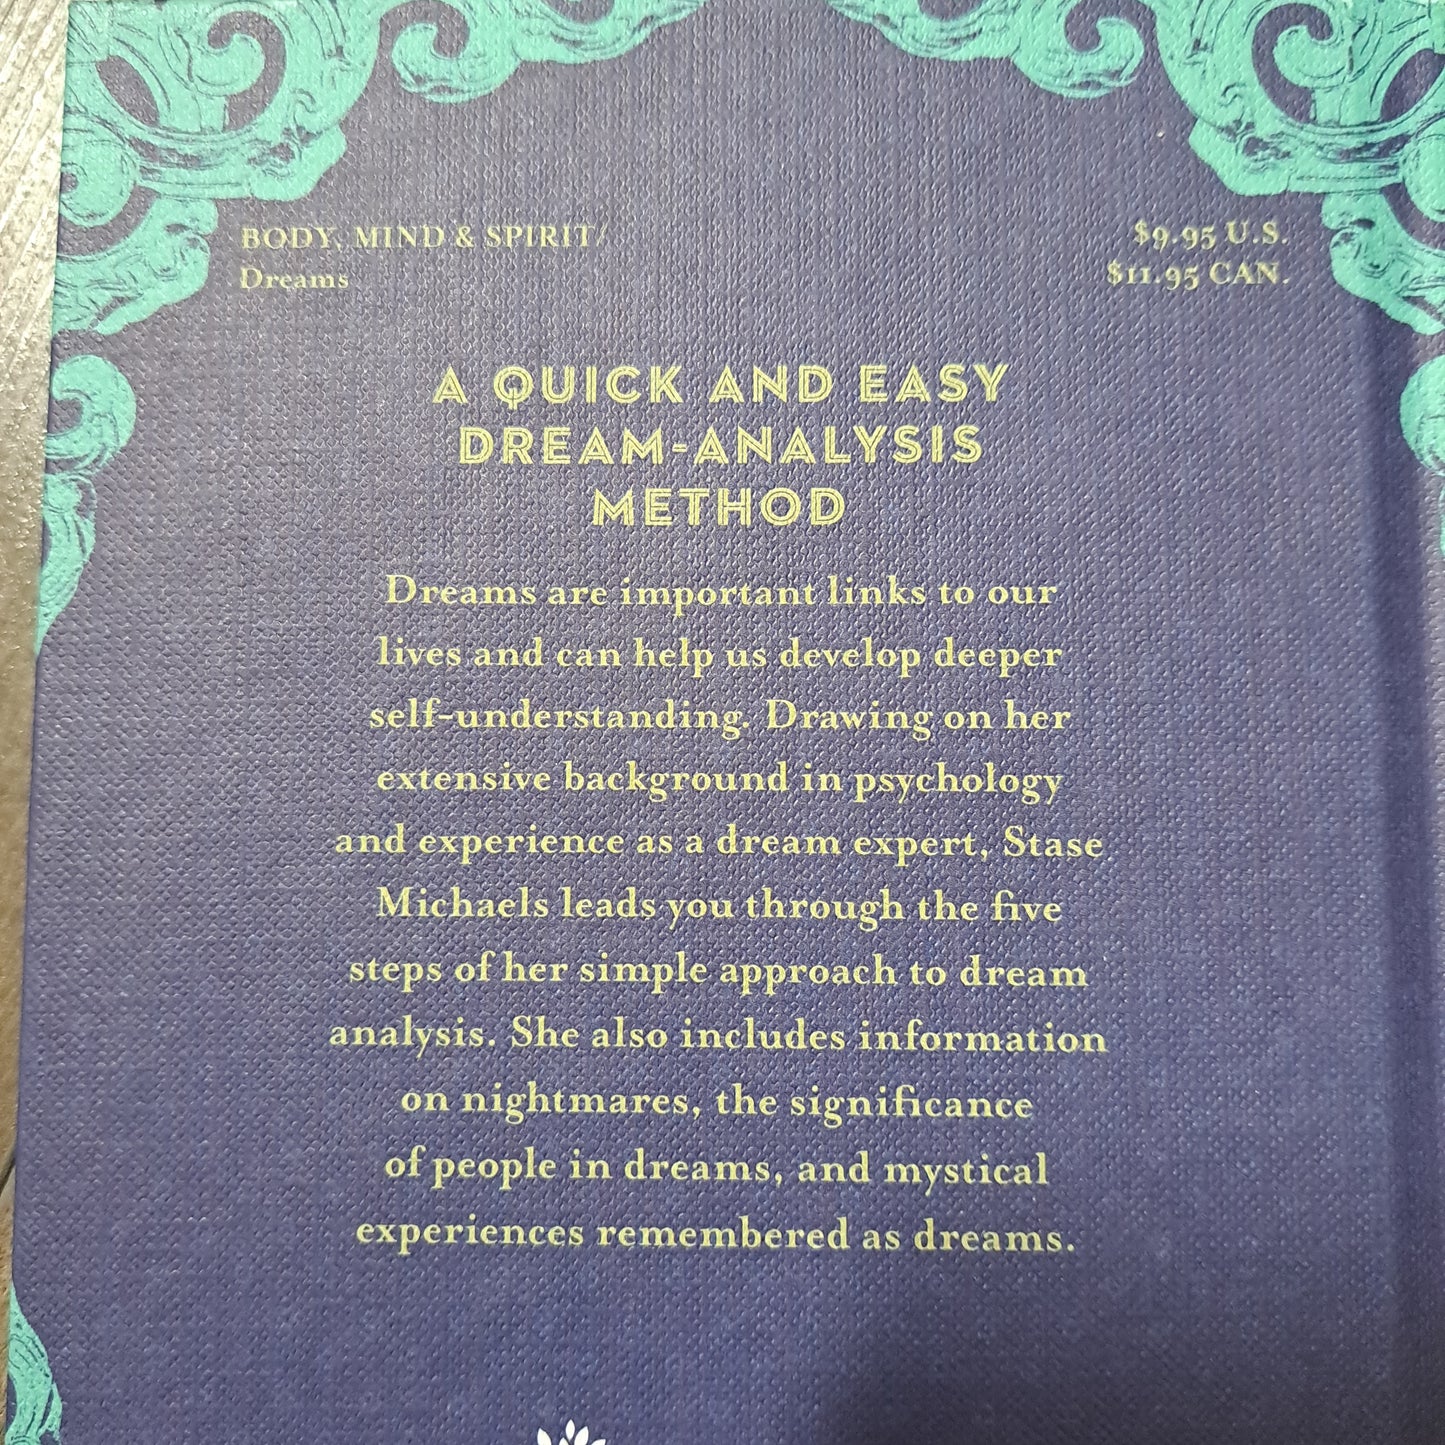 BODY, MIND & SPIRIT/
Dreams
$9.95 U.S.
$11.95 CAN.
A QUICK AND EASY
DREAM-ANALYSIS
METHOD
Dreams are important links to our
lives and can help us develop deeper
self-understanding. Drawing on her
extensive background in psychology
and experience as a dream expert, Stase
Michaels leads you through the five
steps of her simple approach to dream
analysis. She also includes information
on nightmares, the significance
of people in dreams, and mystical
experiences remembered as dreams.